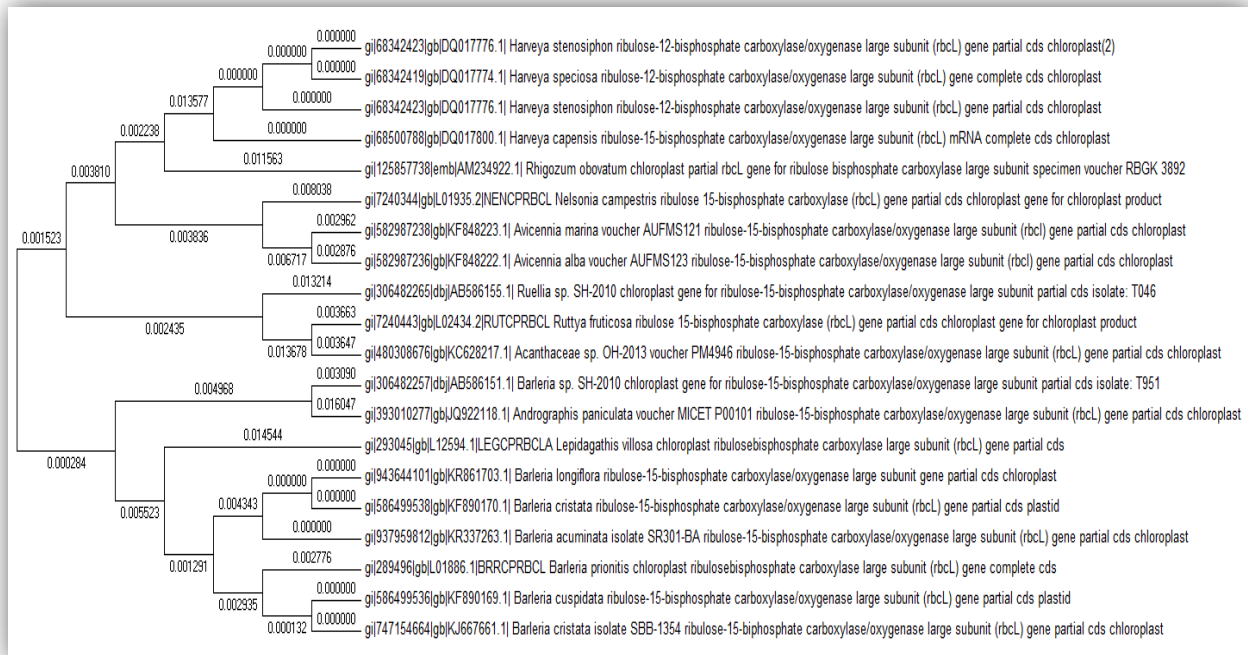 0.000000
gi|68342423|gb|DQ017776.1| Harveya stenosiphon ribulose-12-bisphosphate carboxylase/oxygenase large subunit (rbcL) gene partial cds chloroplast(2)
0.000000
0.000000
gi|68342419|gb|DQ017774.1| Harveya speciosa ribulose-12-bisphosphate carboxylase/oxygenase large subunit (rbcL) gene complete cds chloroplast
0.000000
0.000000
gi|68342423|gb|DQ017776.1| Harveya stenosiphon ribulose-12-bisphosphate carboxylase/oxygenase large subunit (rbcL) gene partial cds chloroplast
0.013577
0.000000
gi|68500788|gb|DQ017800.1| Harveya capensis ribulose-15-bisphosphate carboxylase/oxygenase large subunit (rbcL) mRNA complete cds chloroplast
0.002238
0.011563
gi|125857738|emb|AM234922.1| Rhigozum obovatum chloroplast partial rbcL gene for ribulose bisphosphate carboxylase large subunit specimen voucher RBGK 3892
0.003810
0.008038
gi|7240344|gb|L01935.2|NENCPRBCL Nelsonia campestris ribulose 15-bisphosphate carboxylase (rbcL) gene partial cds chloroplast gene for chloroplast product
0.002962
gi|582987238|gb|KF848223.1| Avicennia marina voucher AUFMS121 ribulose-15-bisphosphate carboxylase/oxygenase large subunit (rbcl) gene partial cds chloroplast
0.003836
0.001523
0.002876
gi|582987236|gb|KF848222.1| Avicennia alba voucher AUFMS123 ribulose-15-bisphosphate carboxylase/oxygenase large subunit (rbcl) gene partial cds chloroplast
0.006717
0.013214
gi|306482265|dbj|AB586155.1| Ruellia sp. SH-2010 chloroplast gene for ribulose-15-bisphosphate carboxylase/oxygenase large subunit partial cds isolate: T046
0.003663
gi|7240443|gb|L02434.2|RUTCPRBCL Ruttya fruticosa ribulose 15-bisphosphate carboxylase (rbcL) gene partial cds chloroplast gene for chloroplast product
0.002435
0.003647
gi|480308676|gb|KC628217.1| Acanthaceae sp. OH-2013 voucher PM4946 ribulose-15-bisphosphate carboxylase/oxygenase large subunit (rbcL) gene partial cds chloroplast
0.013678
0.003090
gi|306482257|dbj|AB586151.1| Barleria sp. SH-2010 chloroplast gene for ribulose-15-bisphosphate carboxylase/oxygenase large subunit partial cds isolate: T951
0.004968
0.016047
gi|393010277|gb|JQ922118.1| Andrographis paniculata voucher MICET P00101 ribulose-15-bisphosphate carboxylase/oxygenase large subunit (rbcL) gene partial cds chloroplast
0.014544
gi|293045|gb|L12594.1|LEGCPRBCLA Lepidagathis villosa chloroplast ribulosebisphosphate carboxylase large subunit (rbcL) gene partial cds
0.000284
0.000000
gi|943644101|gb|KR861703.1| Barleria longiflora ribulose-15-bisphosphate carboxylase/oxygenase large subunit gene partial cds chloroplast
0.000000
0.000000
gi|586499538|gb|KF890170.1| Barleria cristata ribulose-15-bisphosphate carboxylase/oxygenase large subunit (rbcL) gene partial cds plastid
0.004343
0.005523
0.000000
gi|937959812|gb|KR337263.1| Barleria acuminata isolate SR301-BA ribulose-15-bisphosphate carboxylase/oxygenase large subunit (rbcL) gene partial cds chloroplast
0.002776
gi|289496|gb|L01886.1|BRRCPRBCL Barleria prionitis chloroplast ribulosebisphosphate carboxylase large subunit (rbcL) gene complete cds
0.001291
0.000000
gi|586499536|gb|KF890169.1| Barleria cuspidata ribulose-15-bisphosphate carboxylase/oxygenase large subunit (rbcL) gene partial cds plastid
0.002935
0.000000
gi|747154664|gb|KJ667661.1| Barleria cristata isolate SBB-1354 ribulose-15-biphosphate carboxylase/oxygenase large subunit (rbcL) gene partial cds chloroplast
0.000132